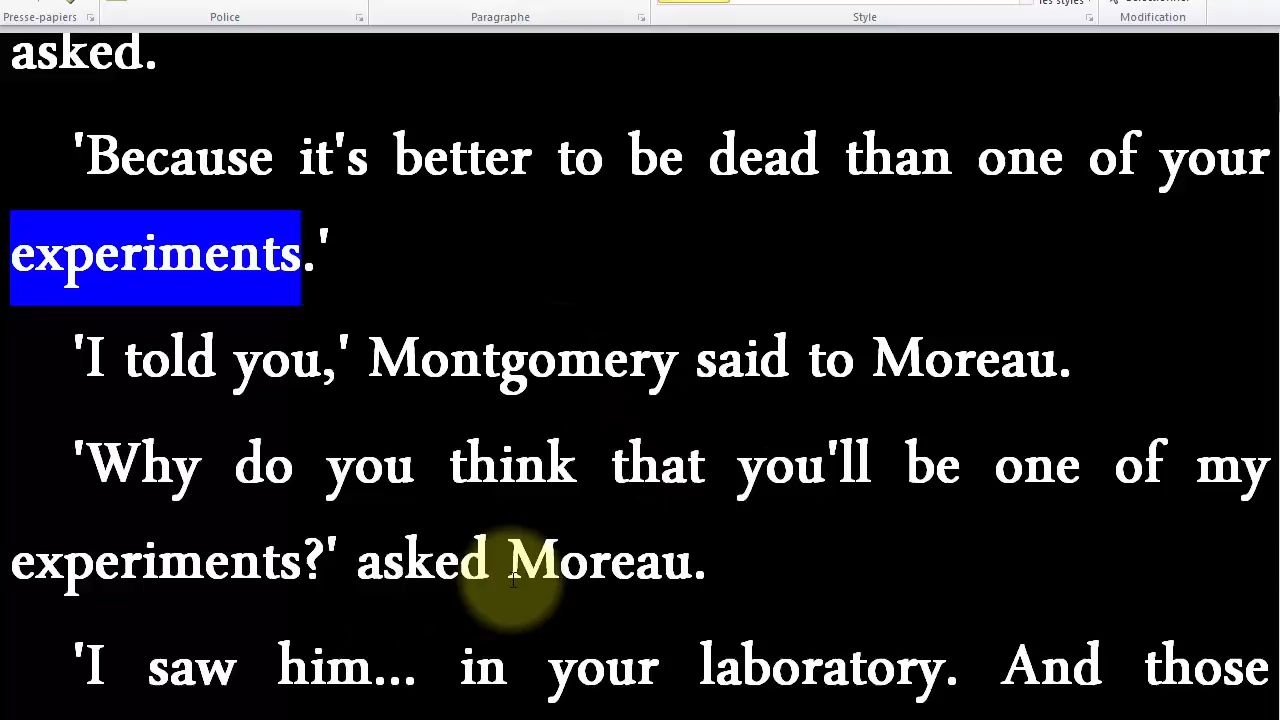 Presse-papiers Police Paragraphe Style Modification
asked.
'Because it's better to be dead than one of your
experiments.'
'I told you,' Montgomery said to Moreau.
'Why do you think that you'll be one of my
experiments?' asked Moreau.
'I saw him... in your laboratory. And those